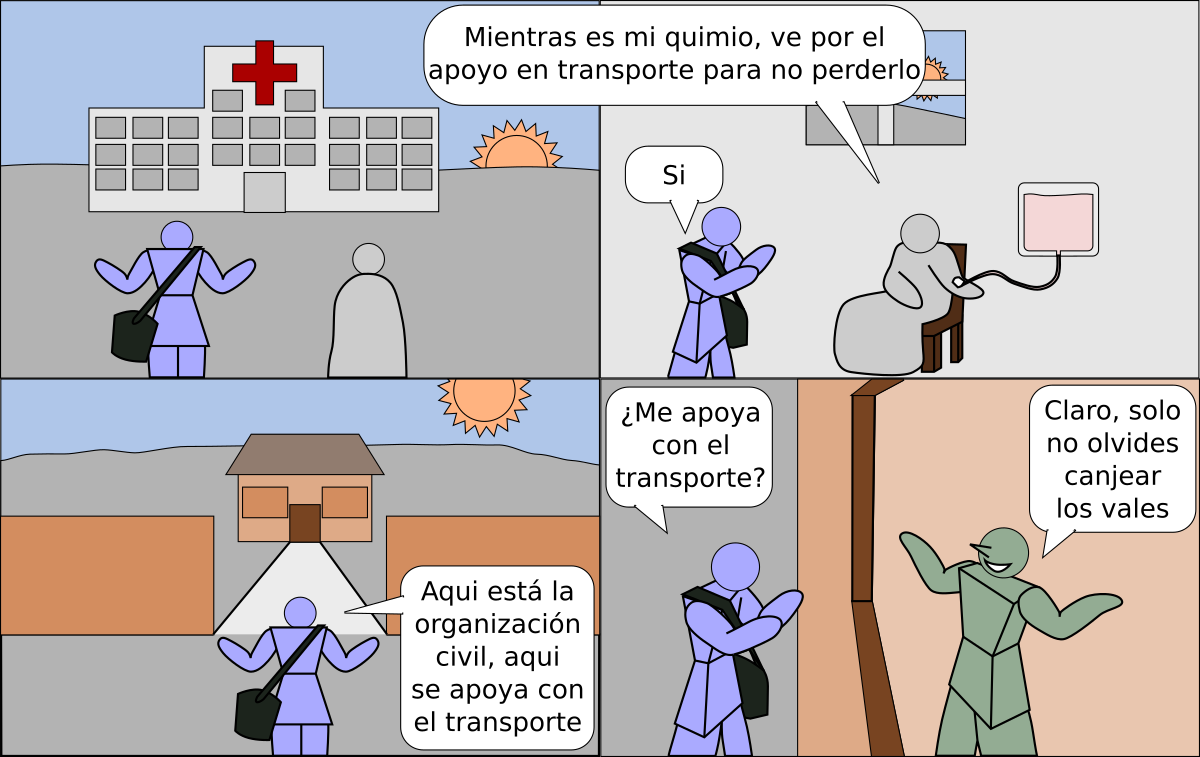 Mientras es mi quimio, ve por el
apoyo en transporte para no perderlo
Si
Aqui está la
organización
civil, aqui
se apoya con
el transporte
¿Me apoya
con el
transporte?
Claro, solo
no olvides
canjear
los vales